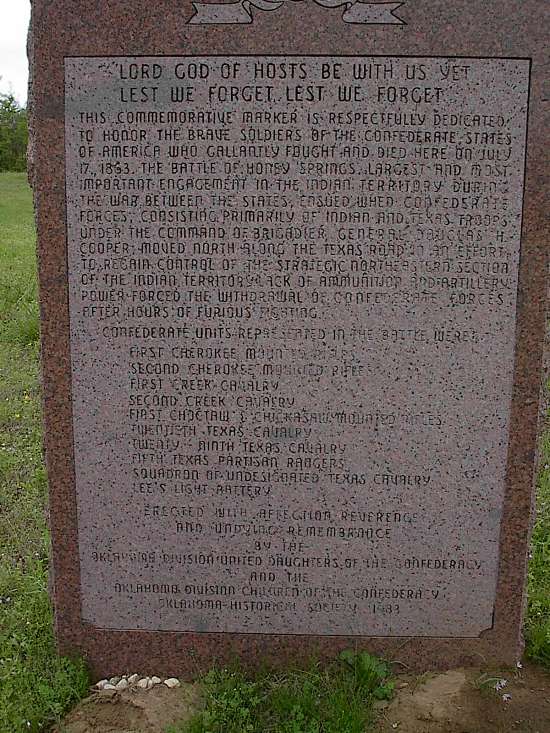 LORD GOD OF HOSTS BE WITH US YET
LEST WE FORGET, LEST WE FORGET
THIS COMMEMORATIVE MARKER IS RESPECTFULLY DEDICATED
TO HONOR THE BRAVE SOLDIERS OF THE CONFEDERATE STATES
OF AMERICA WHO GALLANTLY FOUGHT AND DIED HERE ON JULY
17, 1863. THE BATTLE OF HONEY SPRINGS, LARGEST AND MOST
IMPORTANT ENGAGEMENT IN THE INDIAN TERRITORY DURING
THE WAR BETWEEN THE STATES, ENSUED WHEN CONFEDERATE
FORCES, CONSISTING PRIMARILY OF INDIAN AND TEXAS TROOPS
UNDER THE COMMAND OF BRIGADIER GENERAL DOUGLAS H.
COOPER, MOVED NORTH ALONG THE TEXAS ROAD IN AN EFFORT
TO REGAIN CONTROL OF THE STRATEGIC NORTHEASTERN SECTION
OF THE INDIAN TERRITORY. LACK OF AMMUNITION AND ARTILLERY
POWER FORCED THE WITHDRAWAL OF CONFEDERATE FORCES
AFTER HOURS OF FURIOUS FIGHTING.
CONFEDERATE UNITS REPRESENTED IN THE BATTLE WERE:
FIRST CHEROKEE MOUNTED RIFLES
SECOND CHEROKEE MOUNTED RIFLES
FIRST CREEK CAVALRY
SECOND CREEK CAVALRY
FIRST CHOCTAW & CHICKASAW MOUNTED RIFLES
TWENTIETH TEXAS CAVALRY
TWENTY-NINTH TEXAS CAVALRY
FIFTH TEXAS PARTISAN RANGERS
SQUADRON OF UNDESIGNATED TEXAS CAVALRY
LEE'S LIGHT BATTERY
ERECTED WITH AFFECTION REVERENCE
AND UNDYING REMEMBRANCE
BY THE
OKLAHOMA DIVISION UNITED DAUGHTERS OF THE CONFEDERACY
AND THE
OKLAHOMA DIVISION CHILDREN OF THE CONFEDERACY
OKLAHOMA HISTORICAL SOCIETY 1983